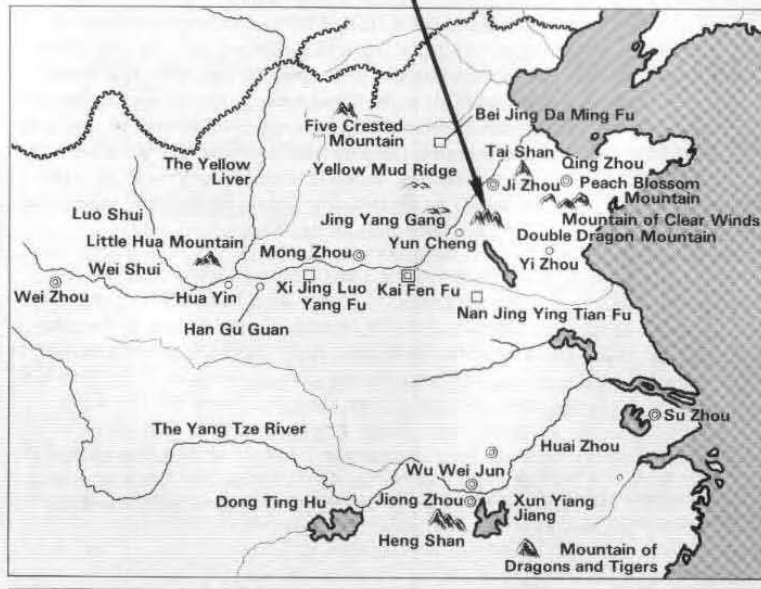 Five Crested
Mountain
Bei Jing Da Ming Fu
The Yellow
Liver
Yellow Mud Ridge
Tai Shan
Qing Zhou
Ji Zhou
Peach Blossom
Mountain
Luo Shui
Jing Yang Gang
Mountain of Clear Winds
Little Hua Mountain
Mong Zhou
Yun Cheng
Double Dragon Mountain
Wei Shui
Yi Zhou
Wei Zhou
Hua Yin
Xi Jing Luo
Yang Fu
Kai Fen Fu
Han Gu Guan
Nan Jing Ying Tian Fu
The Yang Tze River
Su Zhou
Huai Zhou
Wu Wei Jun
Dong Ting Hu
Jiong Zhou
Xun Yiang
Jiang
Heng Shan
Mountain of
Dragons and Tigers